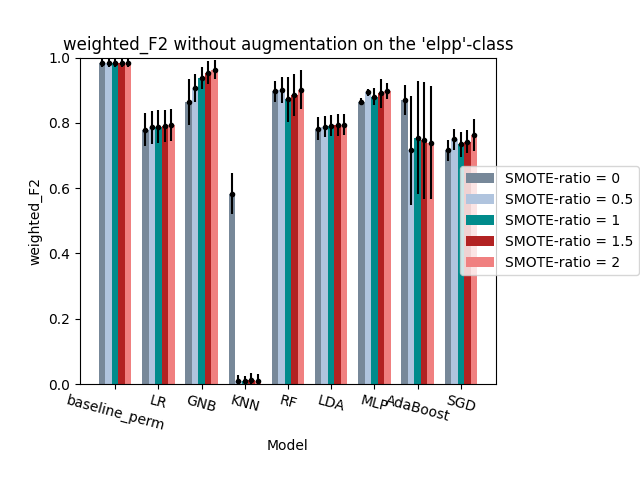 weighted_F2 without augmentation on the 'elpp'-class
1.0
0.8
0.6
0.4
0.2
0.0
weighted_F2
SMOTE-ratio = 0
SMOTE-ratio = 0.5
SMOTE-ratio = 1
SMOTE-ratio = 1.5
SMOTE-ratio = 2
baseline_perm
LR
GNB
KNN
RF
LDA
MLP
AdaBoost
SGD
Model